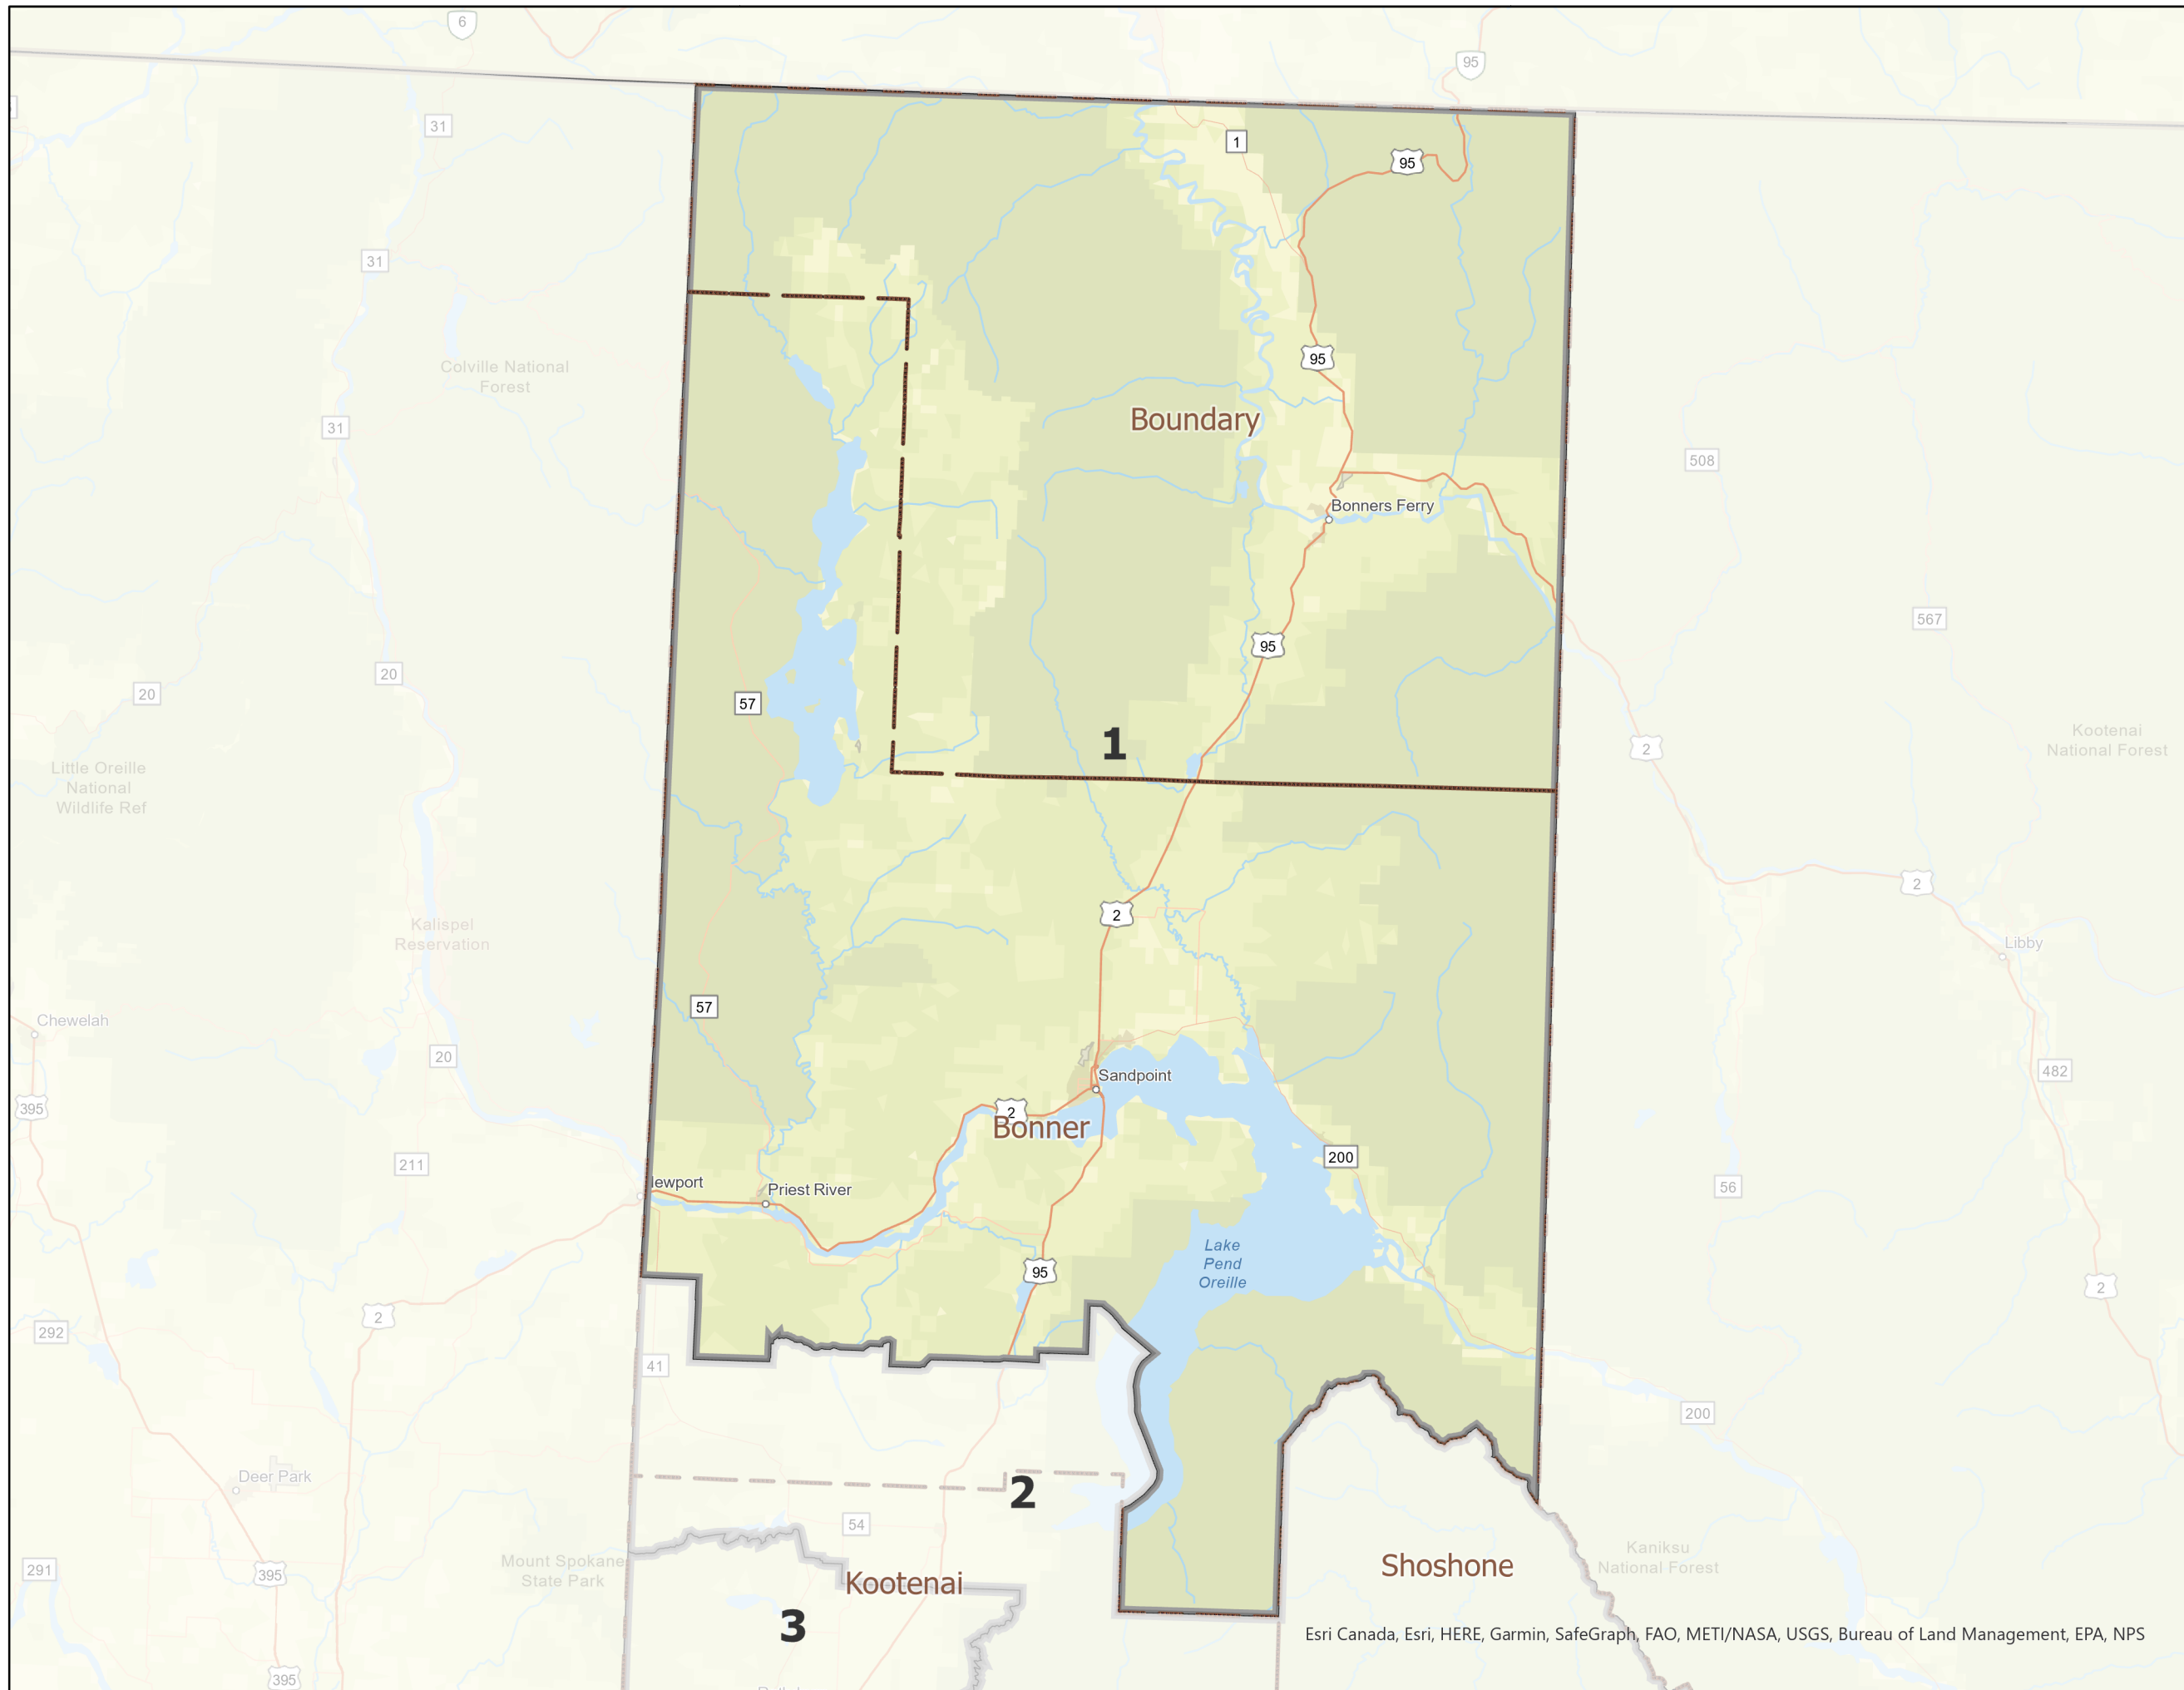 6
95
31
1
95
31
95
Colville National
Forest
Boundary
31
508
Bonners Ferry
567
95
20
20
57
1
Kootenai
National Forest
2
Little Oreille
National
Wildlife Ref
2
2
Kalispel
Reservation
Libby
57
Chewelah
20
Sandpoint
482
395
2
Bonner
200
211
ewport
Priest River
56
Lake
Pend
Oreille
95
2
2
292
41
200
Deer Park
2
54
Mount Spokane
State Park
Kaniksu
National Forest
291
395
Kootenai
Shoshone
3
Esri Canada, Esri, HERE, Garmin, SafeGraph, FAO, METI/NASA, USGS, Bureau of Land Management, EPA, NPS
395